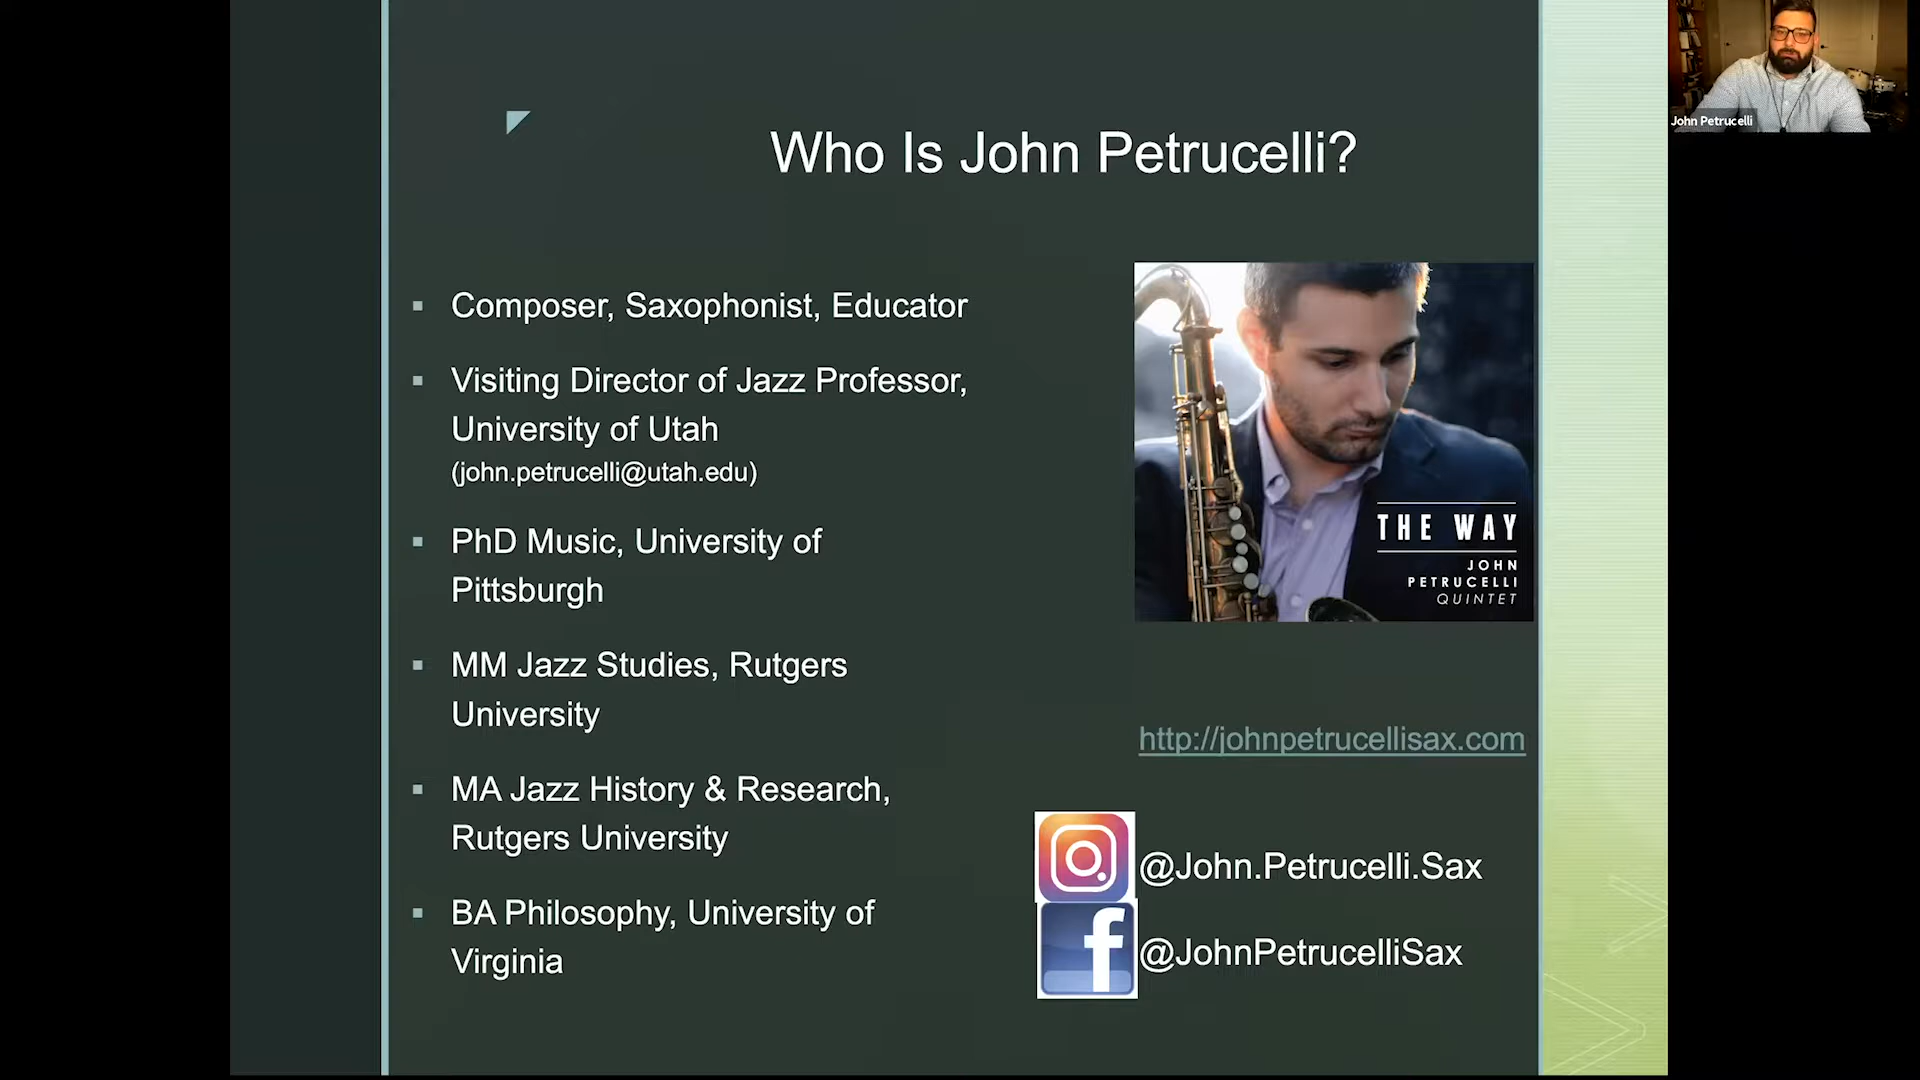 Who Is John Petrucelli?
Composer, Saxophonist, Educator
Visiting Director of Jazz Professor,
University of Utah
(john.petrucelli@utah.edu)
PhD Music, University of
Pittsburgh
MM Jazz Studies, Rutgers
University
MA Jazz History & Research,
Rutgers University
BA Philosophy, University of
Virginia
THE WAY
JOHN
PETRUCELLI
QUINTET
http://johnpetrucellisax.com
@John.Petrucelli.Sax
@JohnPetrucelliSax
John Petrucelli